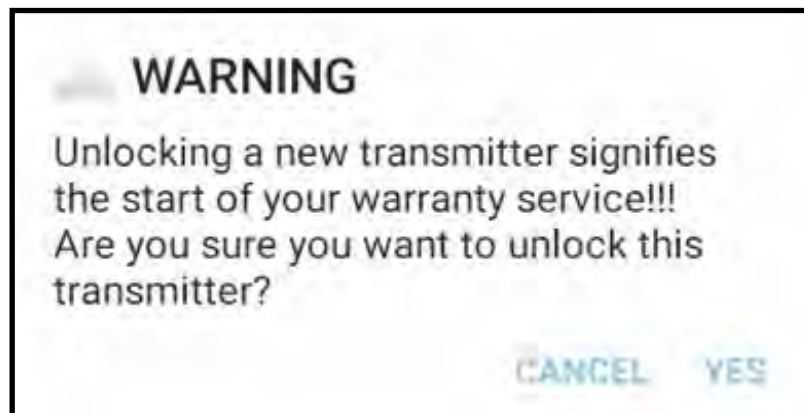 WARNING
Unlocking a new transmitter signifies
the start of your warranty service!!!
Are you sure you want to unlock this
transmitter?
CANCEL YES